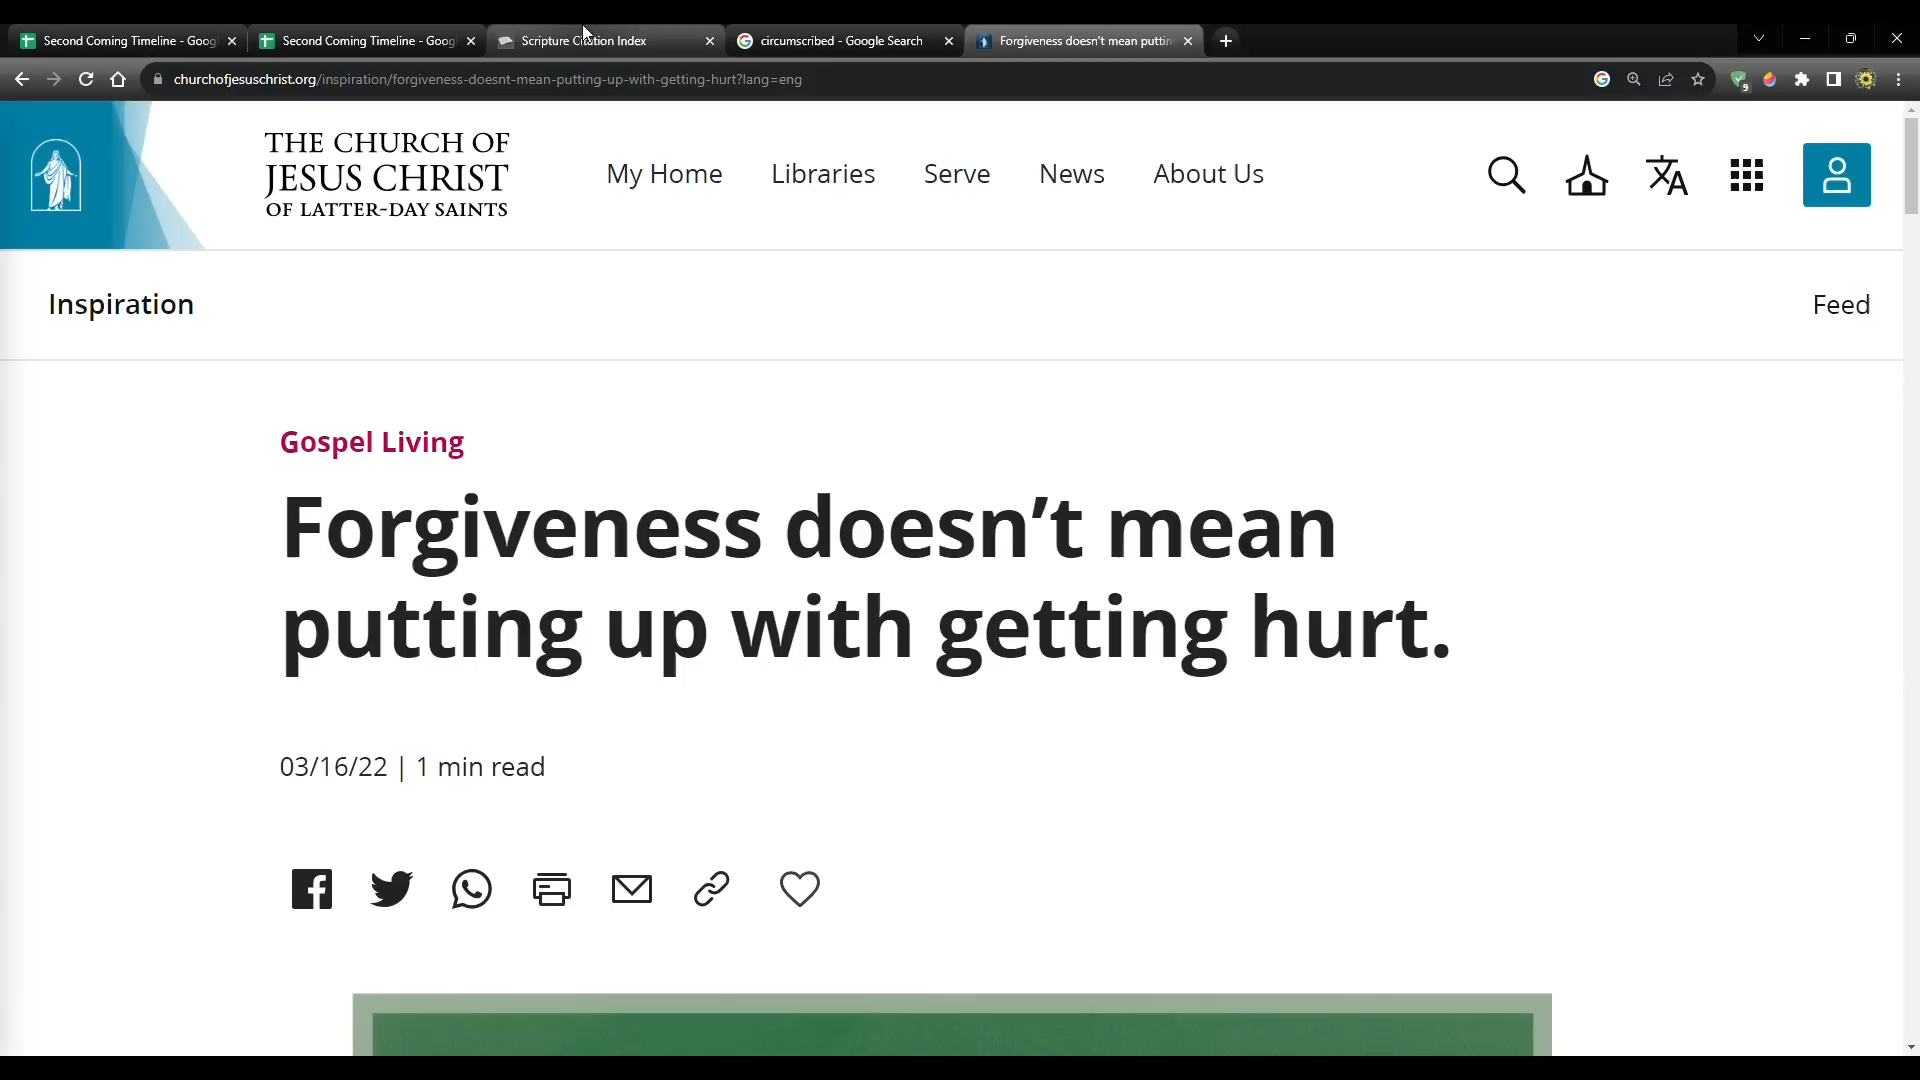 Second Coming Timeline - Goog
Second Coming Timeline - Goog
Scripture Citation Index
circumscribed - Google Search
Forgiveness doesn't mean puttin
churchofjesuschrist.org/inspiration/forgiveness-doesnt-mean-putting-up-with-getting-hurt?lang=eng
9
THE CHURCH OF
JESUS CHRIST
OF LATTER-DAY SAINTS
My Home
Libraries
Serve
News
About Us
Inspiration
Feed
Gospel Living
Forgiveness doesn’t mean
putting up with getting hurt.
03/16/22 | 1 min read